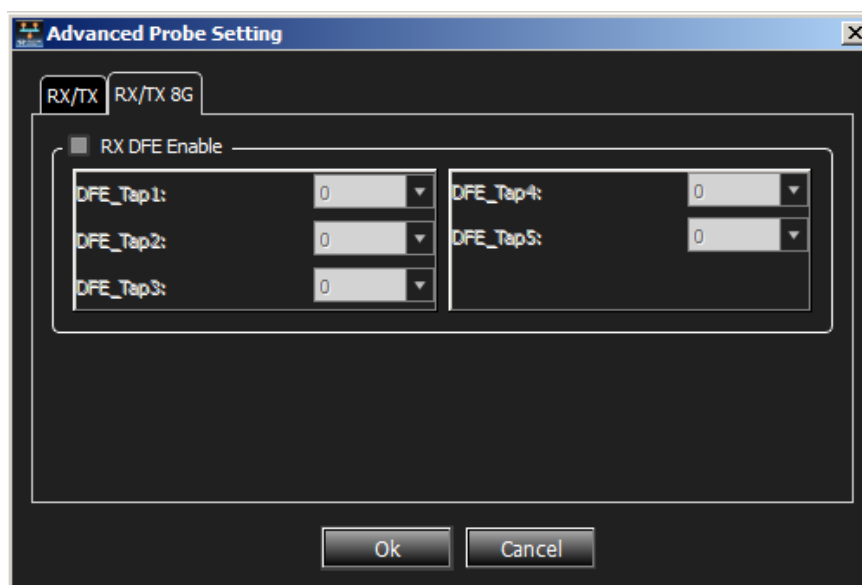 Advanced Probe Setting
RX/TX RX/TX 8G
RX DFE Enable
DFE_Tap1: 0
DFE_Tap2: 0
DFE_Tap3: 0
DFE_Tap4: 0
DFE_Tap5: 0
Ok Cancel